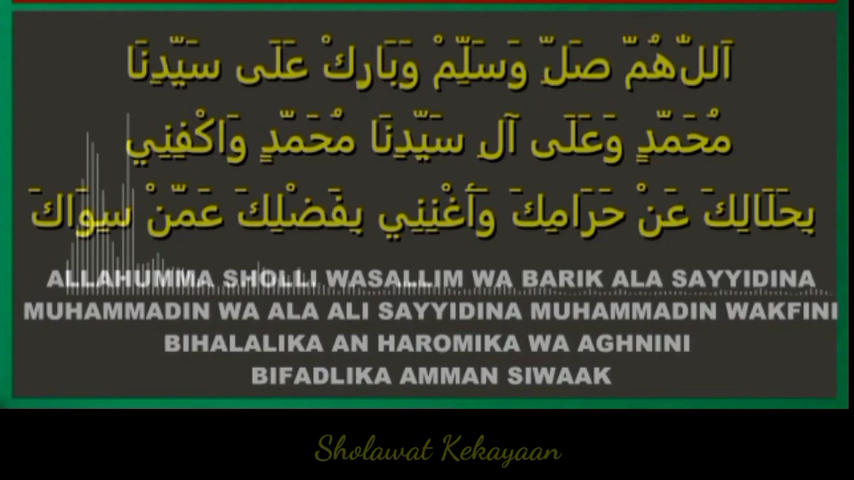 اَللّٰهُمَّ صَلِّ وَسَلِّمْ وَبَارِكْ عَلَى سَيِّدِنَا
مُحَمَّدٍ وَعَلَى آلِ سَيِّدِنَا مُحَمَّدٍ وَاكْفِنِي
بِحَلَالِكَ عَنْ حَرَامِكَ وَأَغْنِنِي بِفَضْلِكَ عَمَّنْ سِوَاكَ
ALLAHUMMA SHOLLI WASALLIM WA BARIK ALA SAYYIDINA
MUHAMMADIN WA ALA ALI SAYYIDINA MUHAMMADIN WAKFINI
BIHALALIKA AN HAROMIKA WA AGHNINI
BIFADLIKA AMMAN SIWAAK
Sholawat Kekayaan